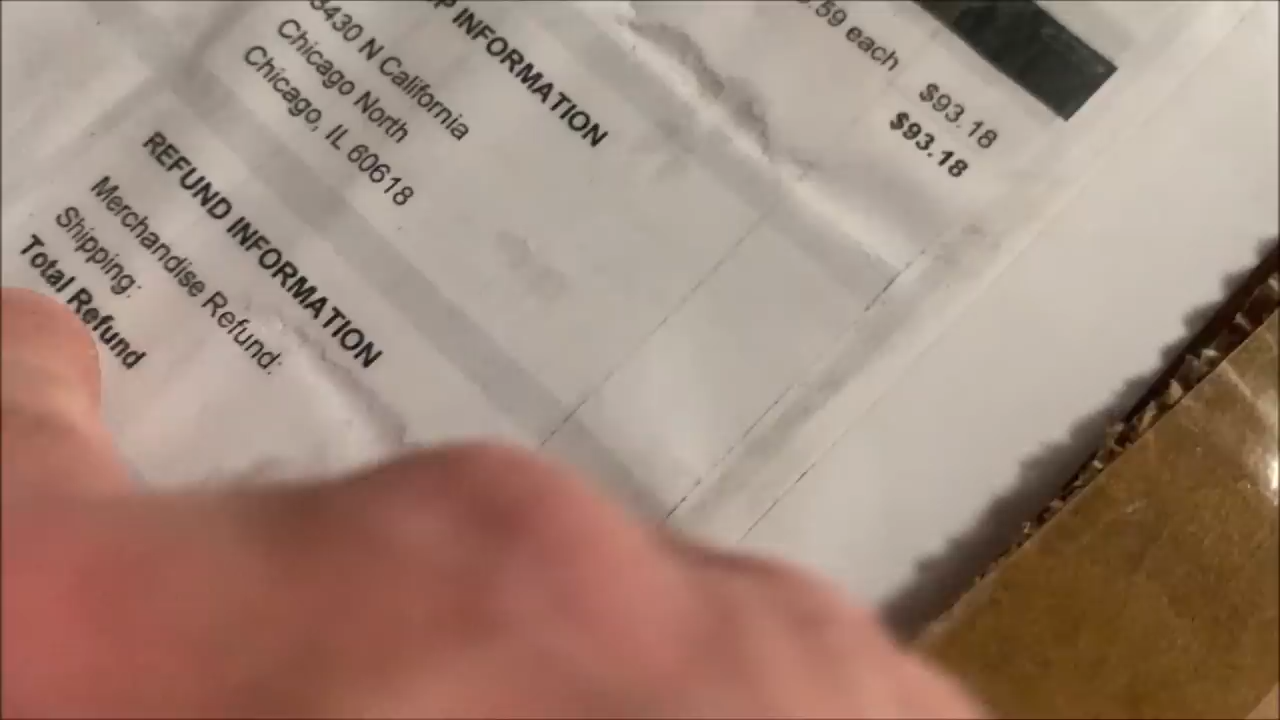 .59 each
$93.18
$93.18
P INFORMATION
3430 N California
Chicago North
Chicago, IL 60618
REFUND INFORMATION
Merchandise Refund:
Shipping:
Total Refund